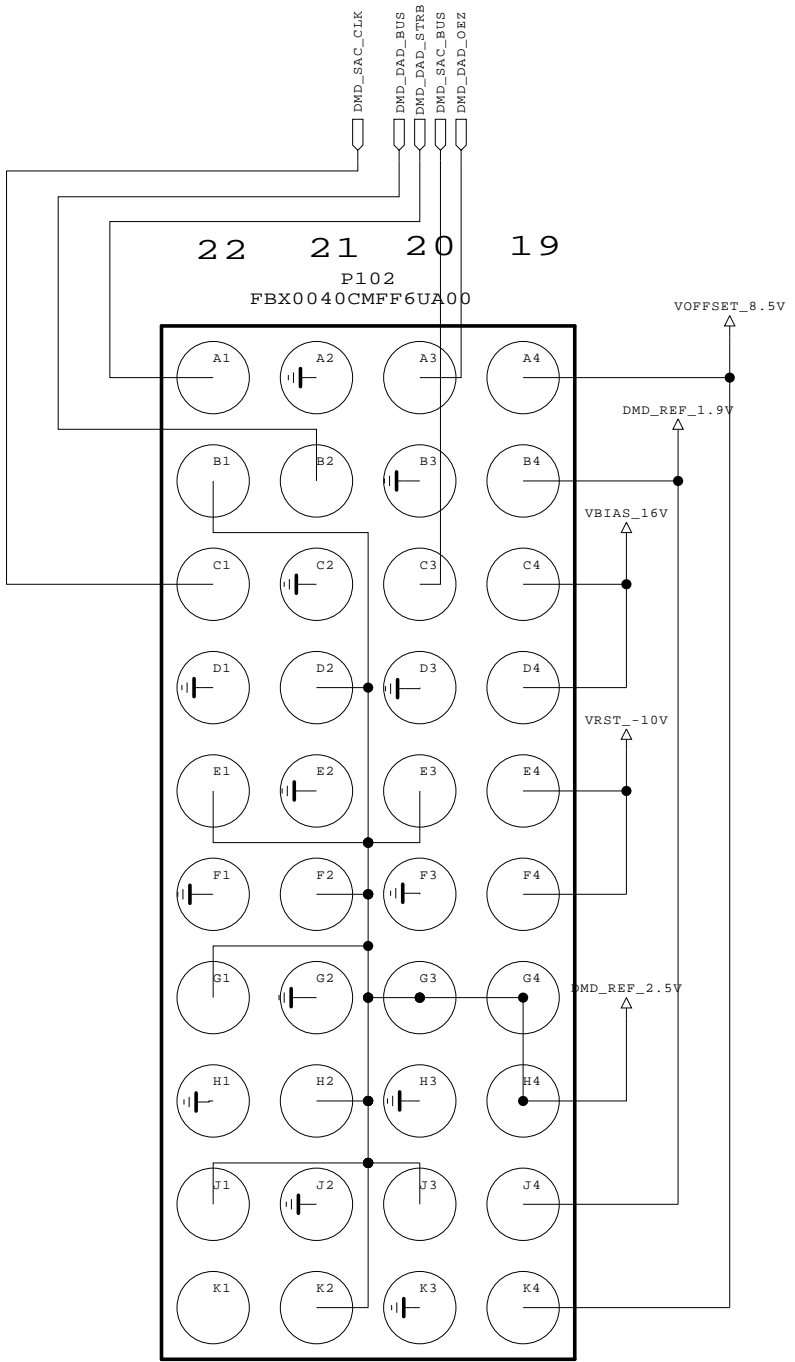 DMD_SAC_CLK
DMD_DAD_BUS
DMD_DAD_STRB
DMD_SAC_BUS
DMD_DAD_OEZ
22 21 20 19
P102
FBX0040CMFF6UA00
VOFFSET_8.5V
A1 A2 A3 A4
DMD_REF_1.9V
B1 B2 B3 B4
VBIAS_16V
C1 C2 C3 C4
D1 D2 D3 D4
VRST_-10V
E1 E2 E3 E4
F1 F2 F3 F4
G1 G2 G3 G4
DMD_REF_2.5V
H1 H2 H3 H4
J1 J2 J3 J4
K1 K2 K3 K4